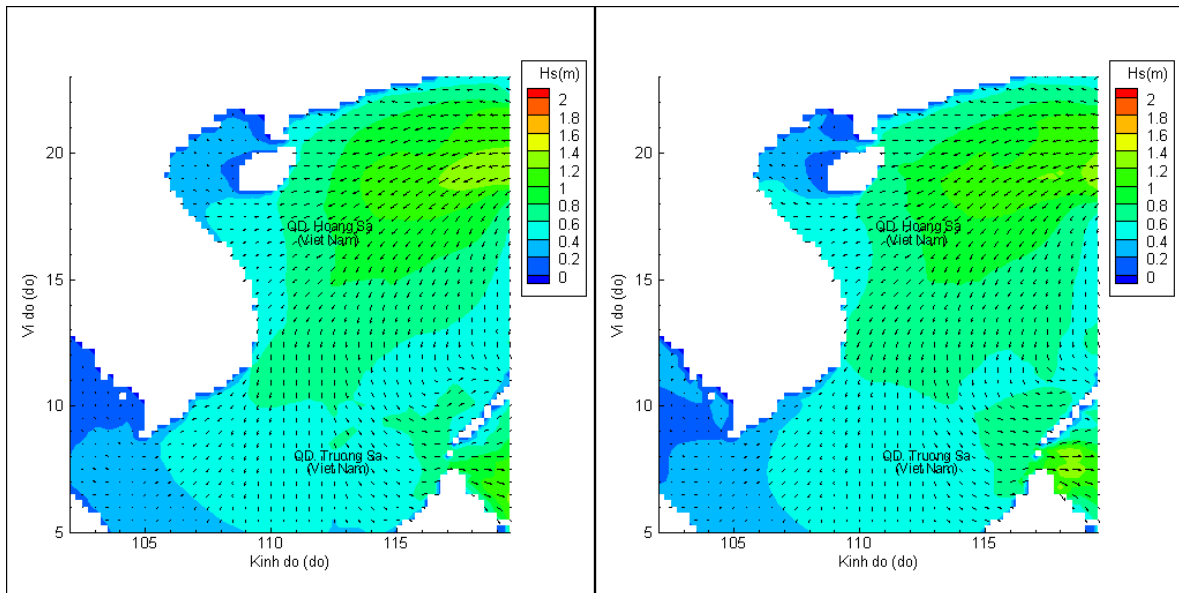 Hs(m)
2
1.8
1.6
1.4
1.2
1
0.8
0.6
0.4
0.2
0
20
15
10
5
Vi do (do)
QD. Hoang Sa
(Viet Nam)
QD. Truong Sa
(Viet Nam)
105
110
115
Kinh do (do)
Hs(m)
2
1.8
1.6
1.4
1.2
1
0.8
0.6
0.4
0.2
0
20
15
10
5
Vi do (do)
QD. Hoang Sa
(Viet Nam)
QD. Truong Sa
(Viet Nam)
105
110
115
Kinh do (do)